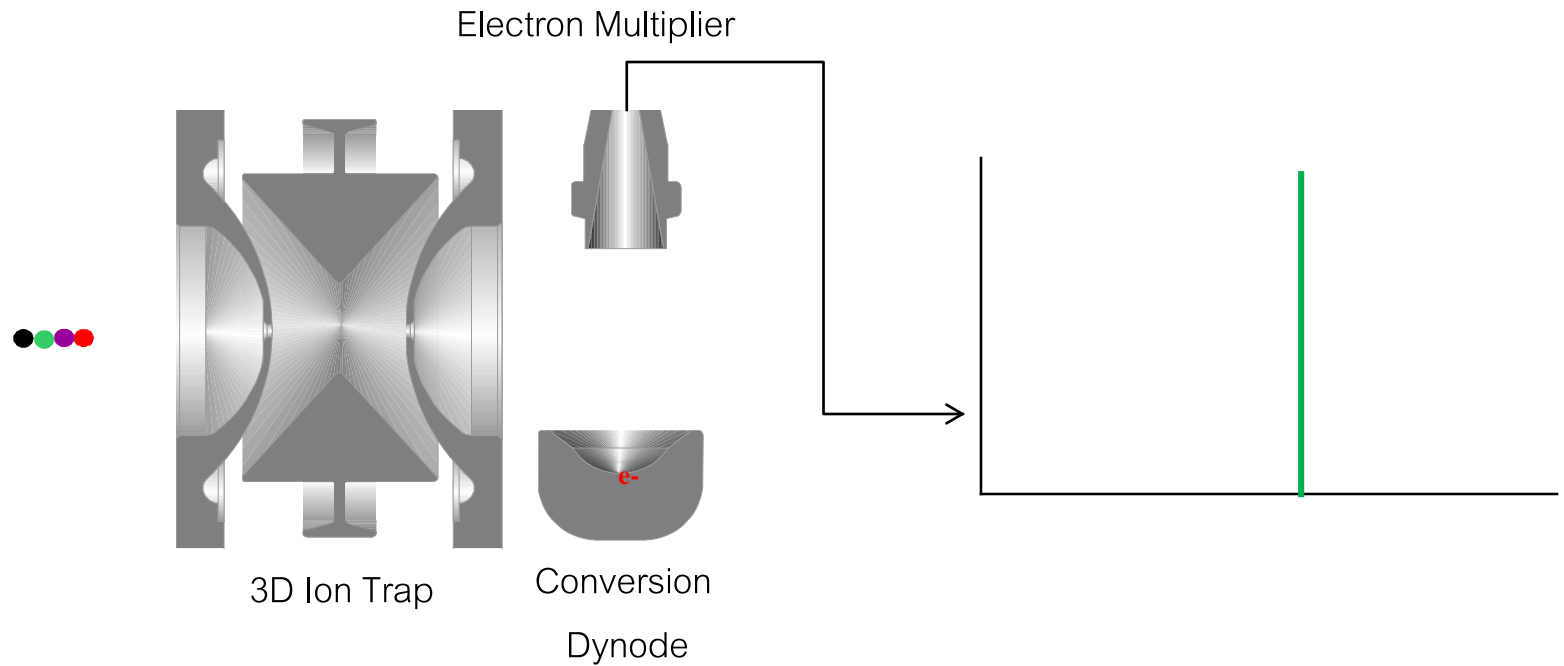 Electron Multiplier
e-
3D Ion Trap
Conversion
Dynode